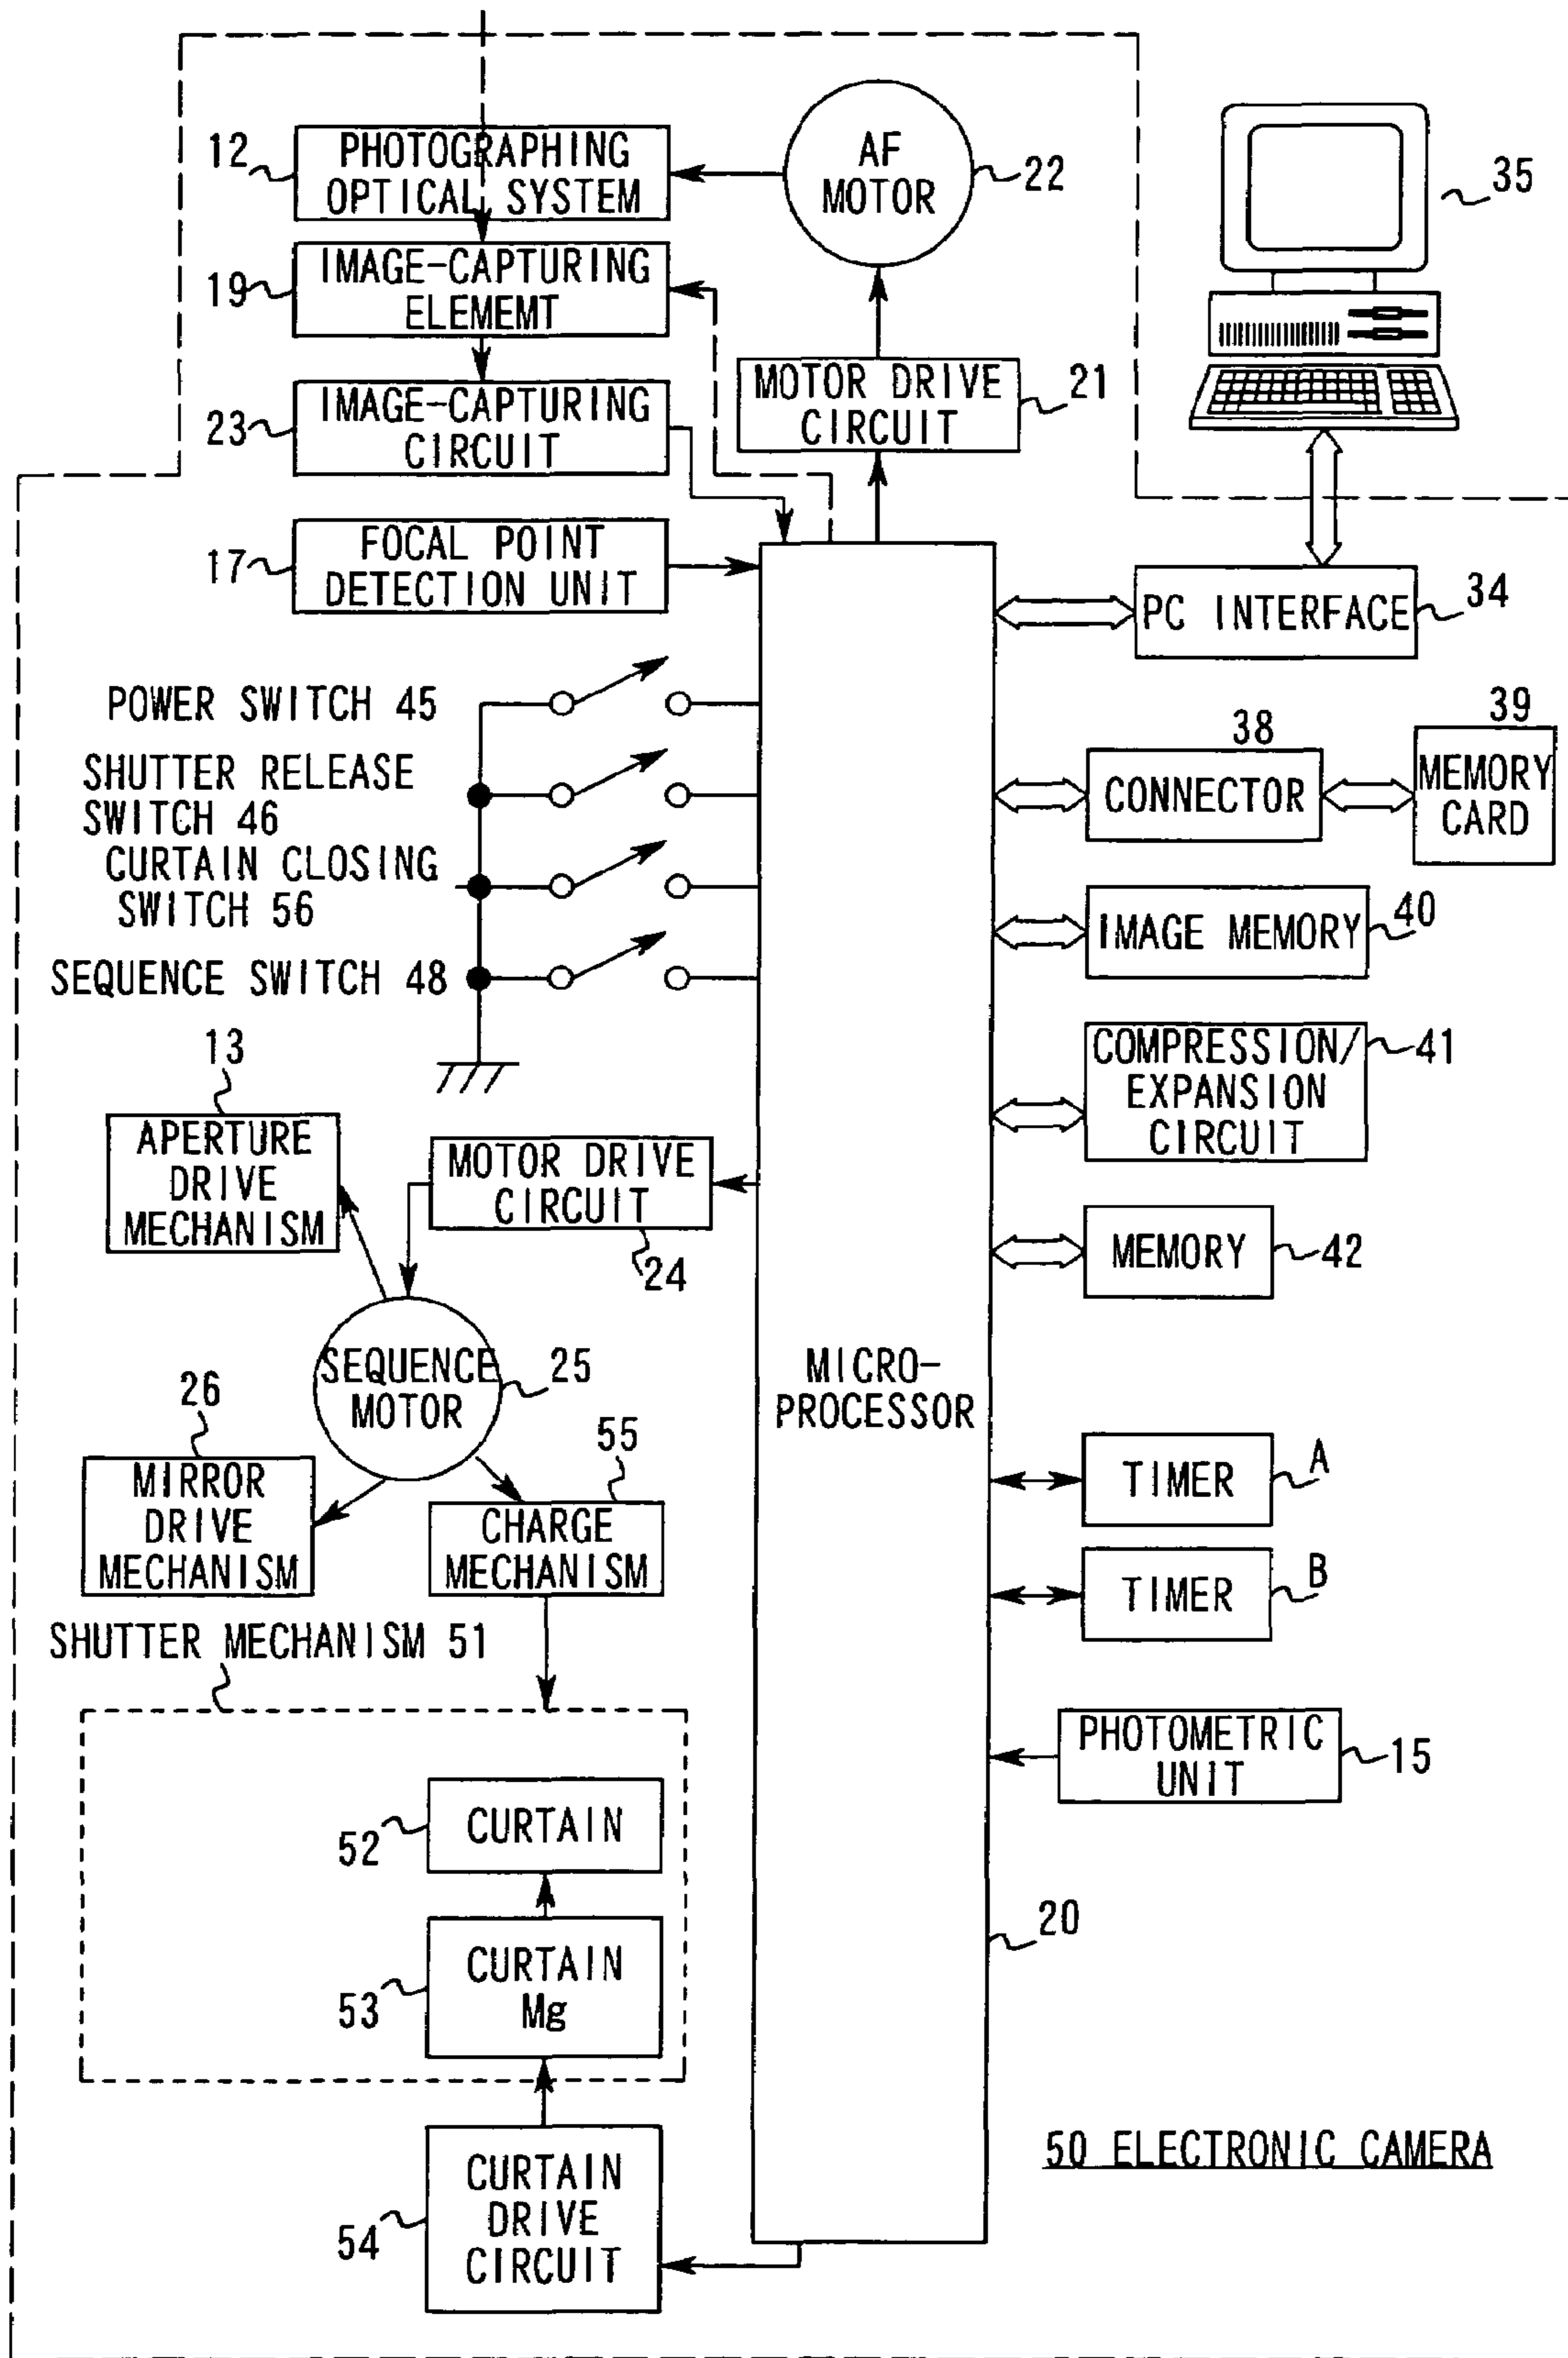 12
PHOTOGRAPHING
OPTICAL SYSTEM
AF
MOTOR
22
35
19
IMAGE-CAPTURING
ELEMEMT
23
IMAGE-CAPTURING
CIRCUIT
MOTOR DRIVE
CIRCUIT
21
17
FOCAL POINT
DETECTION UNIT
PC INTERFACE
34
POWER SWITCH 45
SHUTTER RELEASE
SWITCH 46
CURTAIN CLOSING
SWITCH 56
SEQUENCE SWITCH 48
38
CONNECTOR
39
MEMORY
CARD
IMAGE MEMORY
40
COMPRESSION/
EXPANSION
CIRCUIT
41
13
APERTURE
DRIVE
MECHANISM
MOTOR DRIVE
CIRCUIT
24
MEMORY
42
SEQUENCE
MOTOR
25
MICRO-
PROCESSOR
26
MIRROR
DRIVE
MECHANISM
55
CHARGE
MECHANISM
TIMER
A
TIMER
B
SHUTTER MECHANISM 51
PHOTOMETRIC
UNIT
15
52
CURTAIN
20
53
CURTAIN
Mg
54
CURTAIN
DRIVE
CIRCUIT
50 ELECTRONIC CAMERA